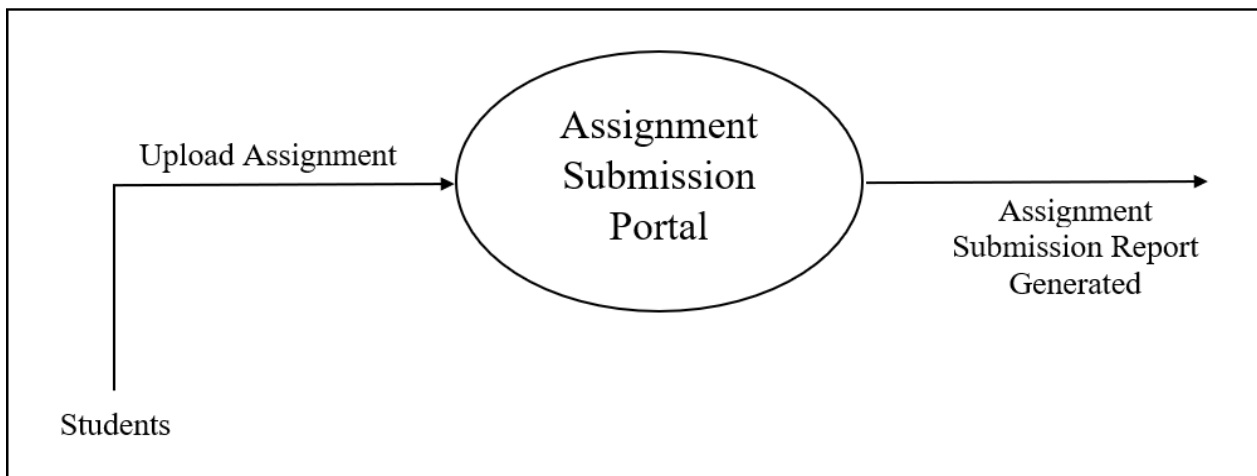 Upload Assignment
Assignment
Submission
Portal
Assignment
Submission Report
Generated
Students